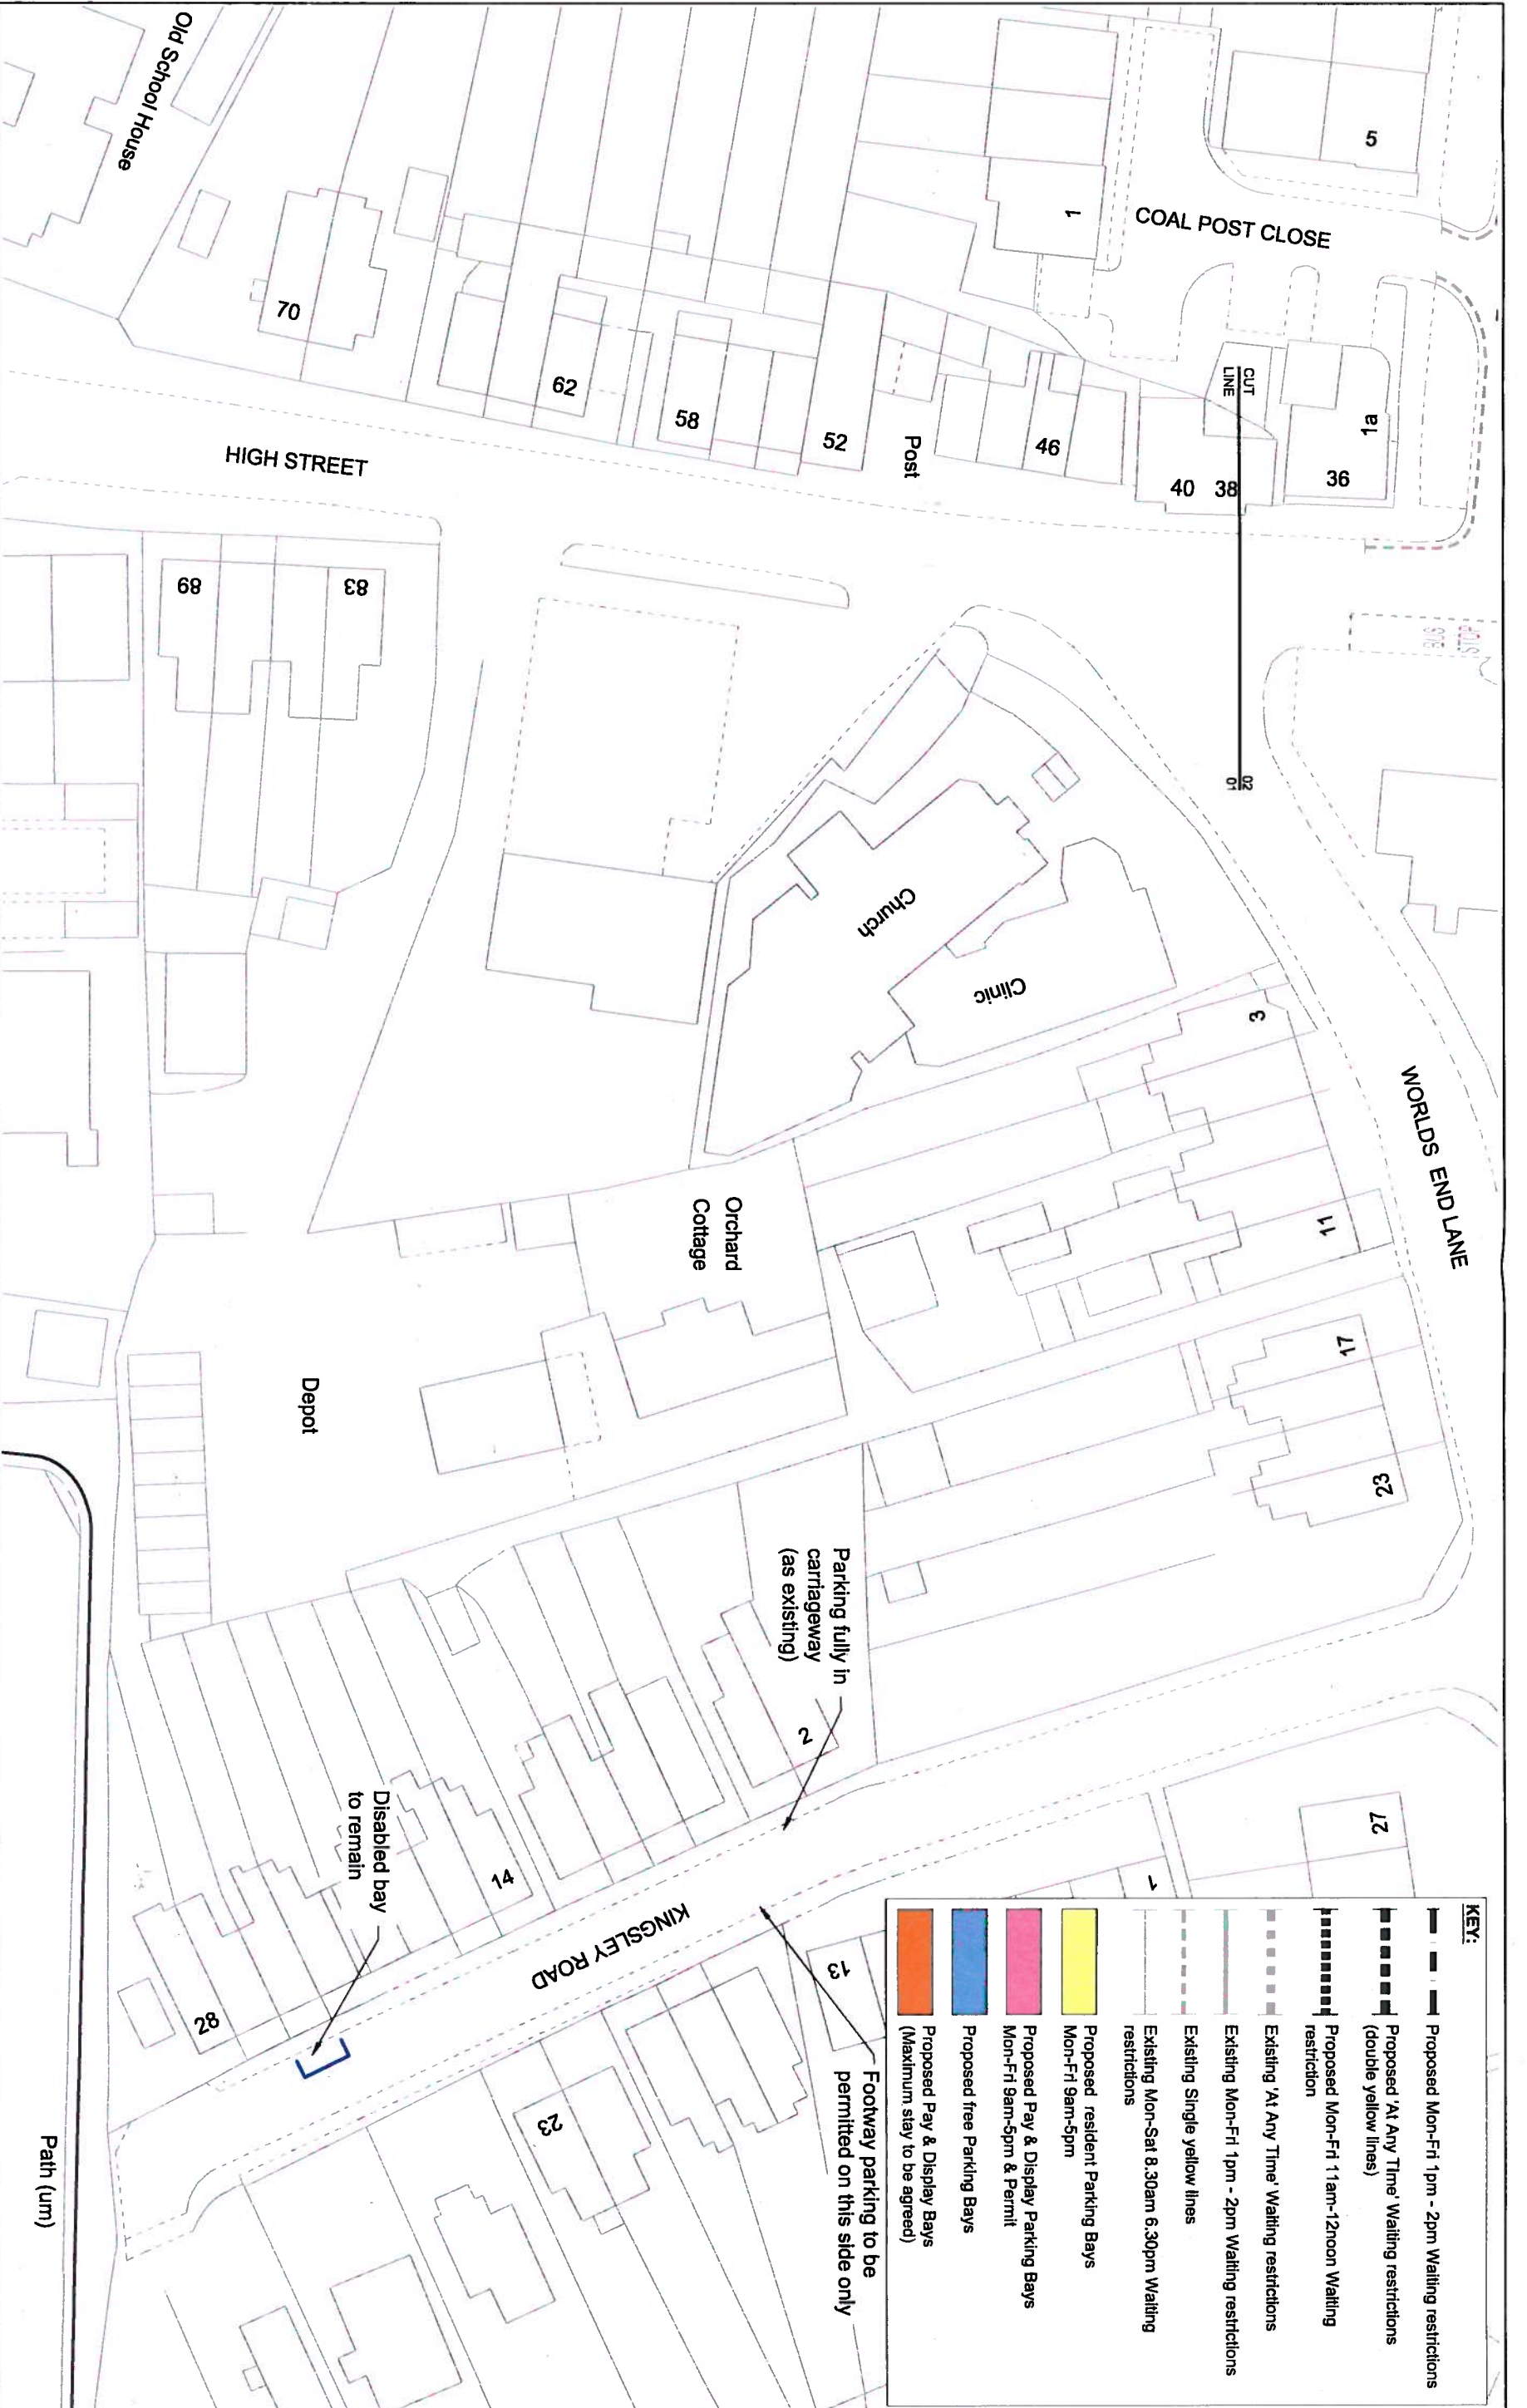 KEY:
Proposed Mon-Fri 1pm - 2pm Waiting restrictions
Proposed 'At Any Time' Waiting restrictions
(double yellow lines)
Proposed Mon-Fri 11am-12noon Waiting
restriction
Existing 'At Any Time' Waiting restrictions
Existing Mon-Fri 1pm - 2pm Waiting restrictions
Existing Single yellow lines
Existing Mon-Sat 8.30am 6.30pm Waiting
restrictions
Proposed resident Parking Bays
Mon-Fri 9am-5pm
Proposed Pay & Display Parking Bays
Mon-Fri 9am-5pm & Permit
Proposed free Parking Bays
Proposed Pay & Display Bays
(Maximum stay to be agreed)
5
COAL POST CLOSE
1
1a
36
CUT
LINE
02
01
38
40
46
Post
52
58
62
70
Old School House
HIGH STREET
89
83
BUS
STOP
Church
Clinic
3
11
WORLDS END LANE
17
23
Orchard
Cottage
Depot
Parking fully in
carriageway
(as existing)
2
14
Disabled bay
to remain
28
KINGSLEY ROAD
27
1
13
Footway parking to be
permitted on this side only
23
Path (um)